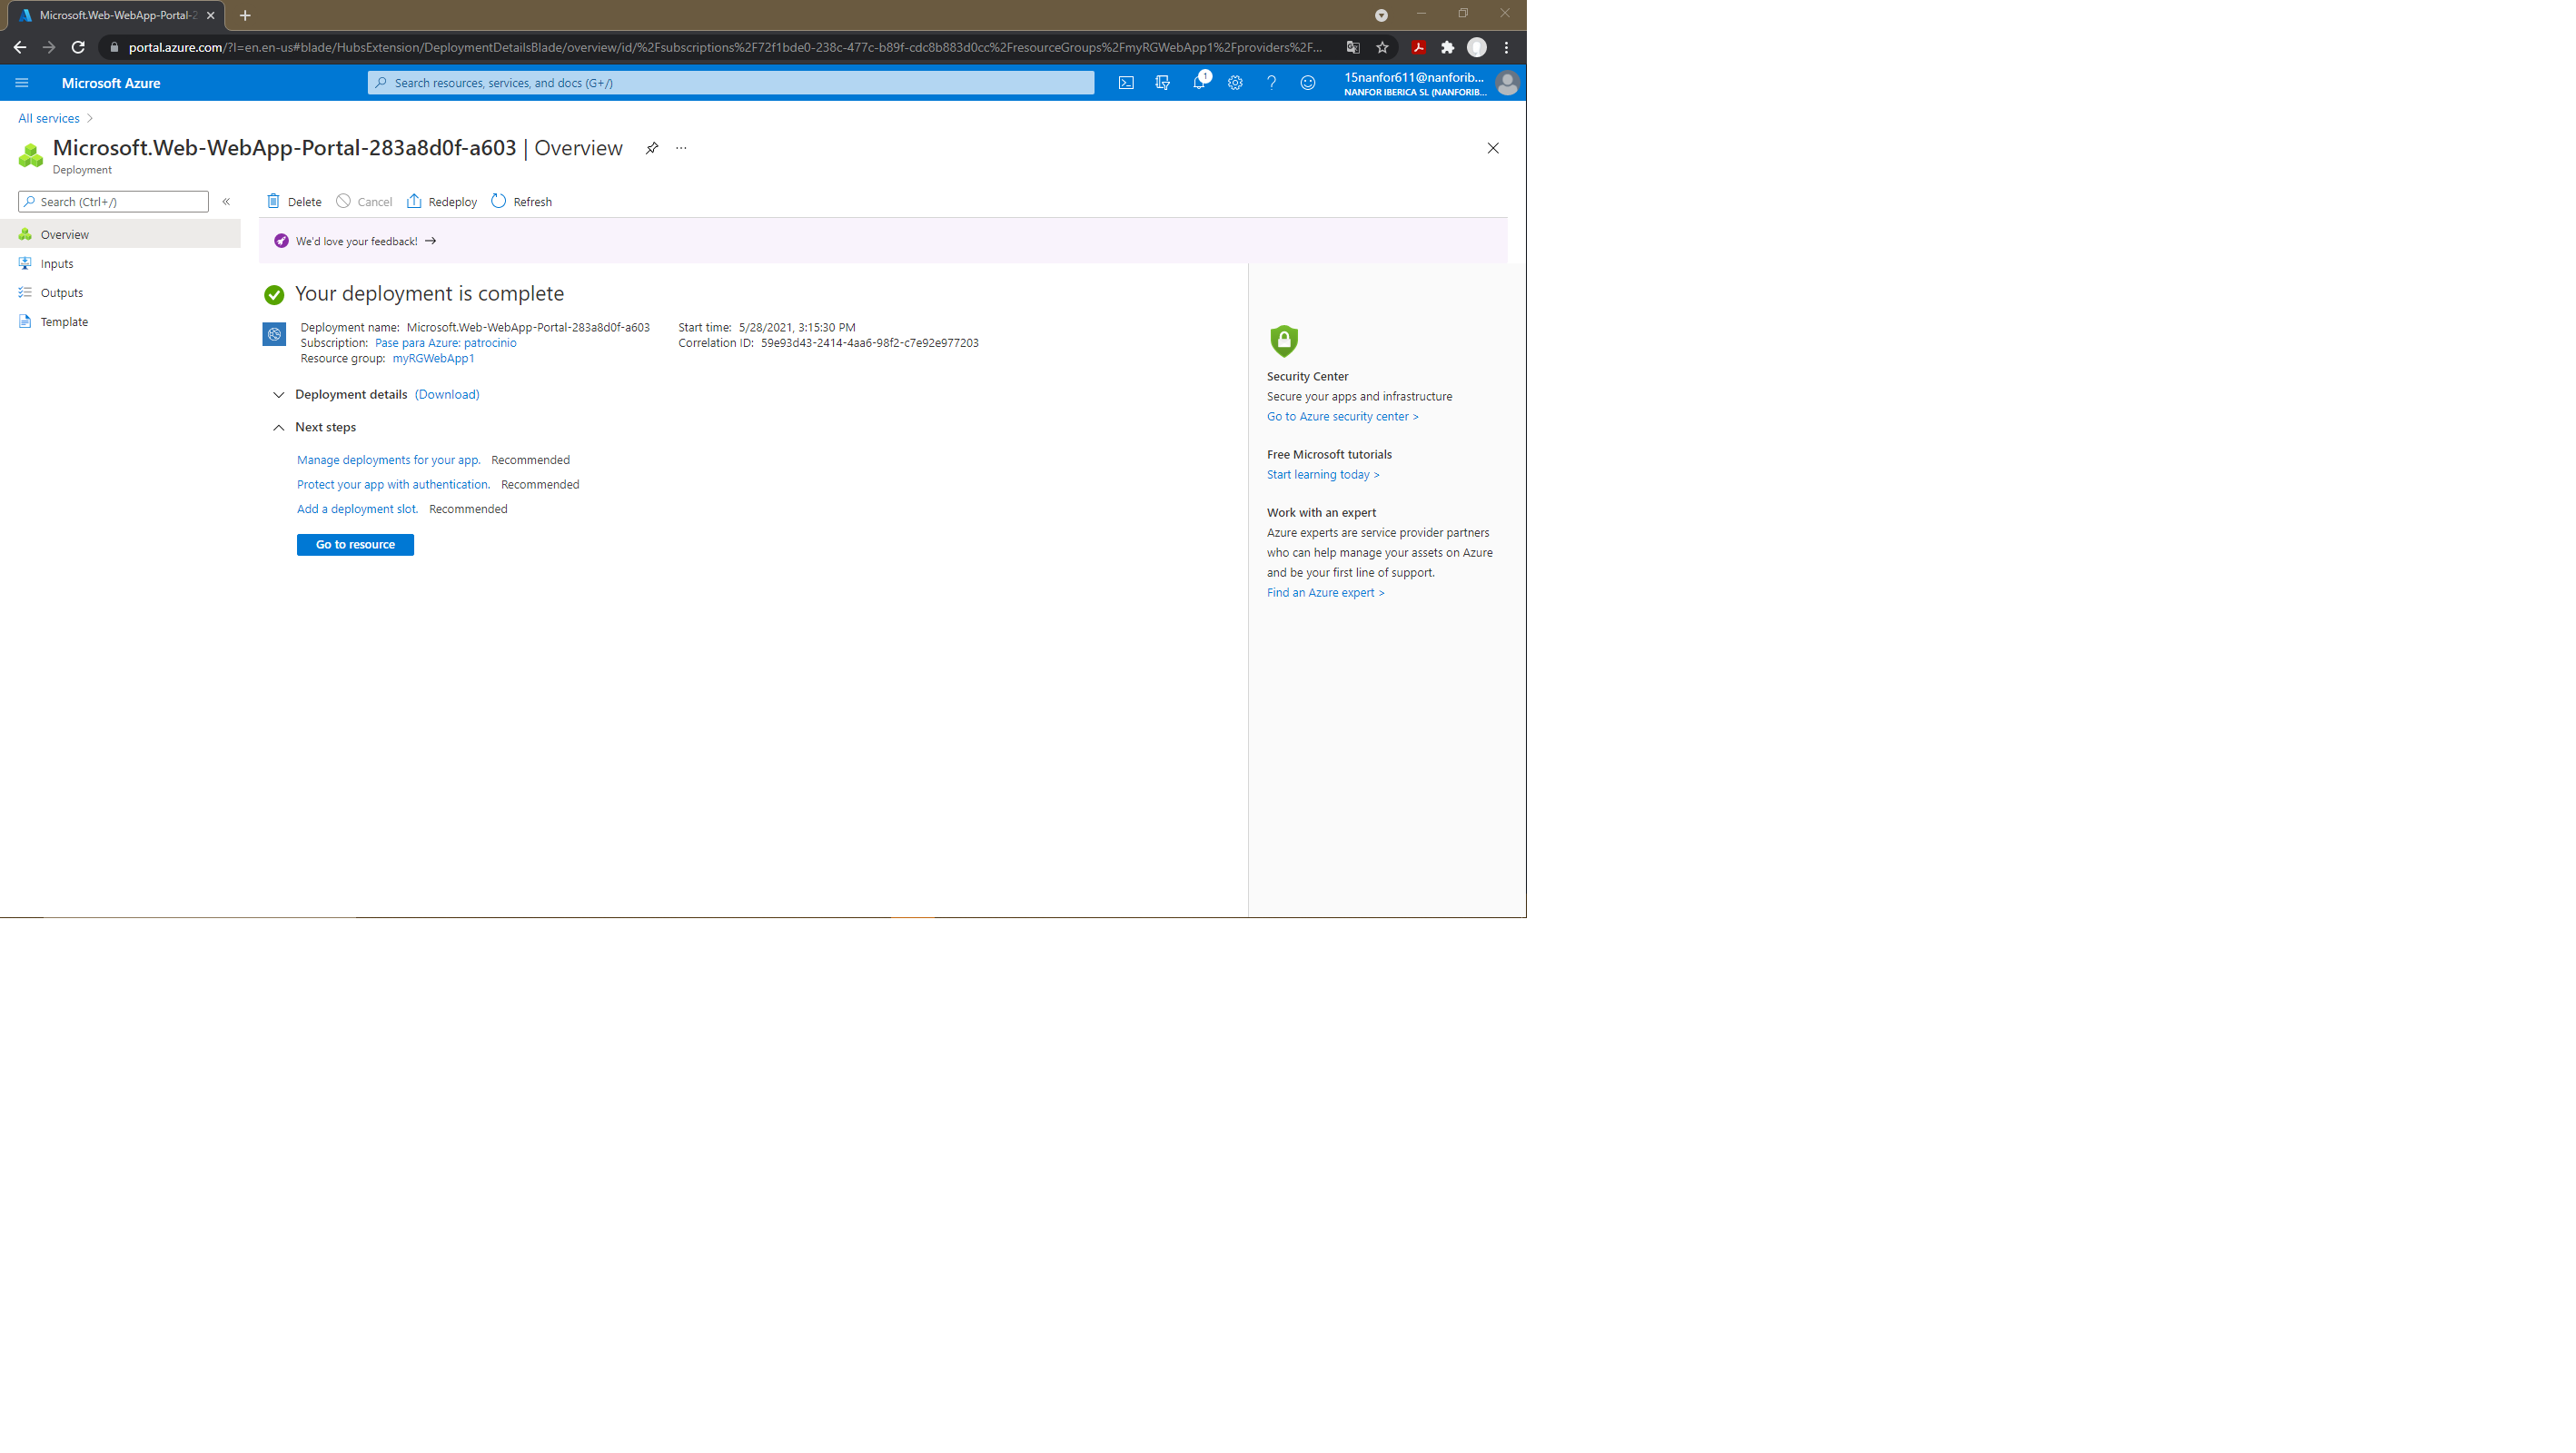 Microsoft.Web-WebApp-Portal-2
portal.azure.com/?l=en.en-us#blade/HubsExtension/DeploymentDetailsBlade/overview/id/%2Fsubscriptions%2F72f1bde0-238c-477c-b89f-cdc8b883d0cc%2FresourceGroups%2FmyRGWebApp1%2Fproviders%2F...
Microsoft Azure
Search resources, services, and docs (G+/)
1
15nanfor611@nanforib...
NANFOR IBERICA SL (NANFORIB...
All services >
Microsoft.Web-WebApp-Portal-283a8d0f-a603 | Overview
Deployment
Search (Ctrl+/)
«
Delete
Cancel
Redeploy
Refresh
Overview
Inputs
Outputs
Template
We'd love your feedback! →
Your deployment is complete
Deployment name: Microsoft.Web-WebApp-Portal-283a8d0f-a603
Subscription: Pase para Azure: patrocinio
Resource group: myRGWebApp1
Start time: 5/28/2021, 3:15:30 PM
Correlation ID: 59e93d43-2414-4aa6-98f2-c7e92e977203
Deployment details (Download)
Next steps
Manage deployments for your app. Recommended
Protect your app with authentication. Recommended
Add a deployment slot. Recommended
Go to resource
Security Center
Secure your apps and infrastructure
Go to Azure security center >
Free Microsoft tutorials
Start learning today >
Work with an expert
Azure experts are service provider partners
who can help manage your assets on Azure
and be your first line of support.
Find an Azure expert >